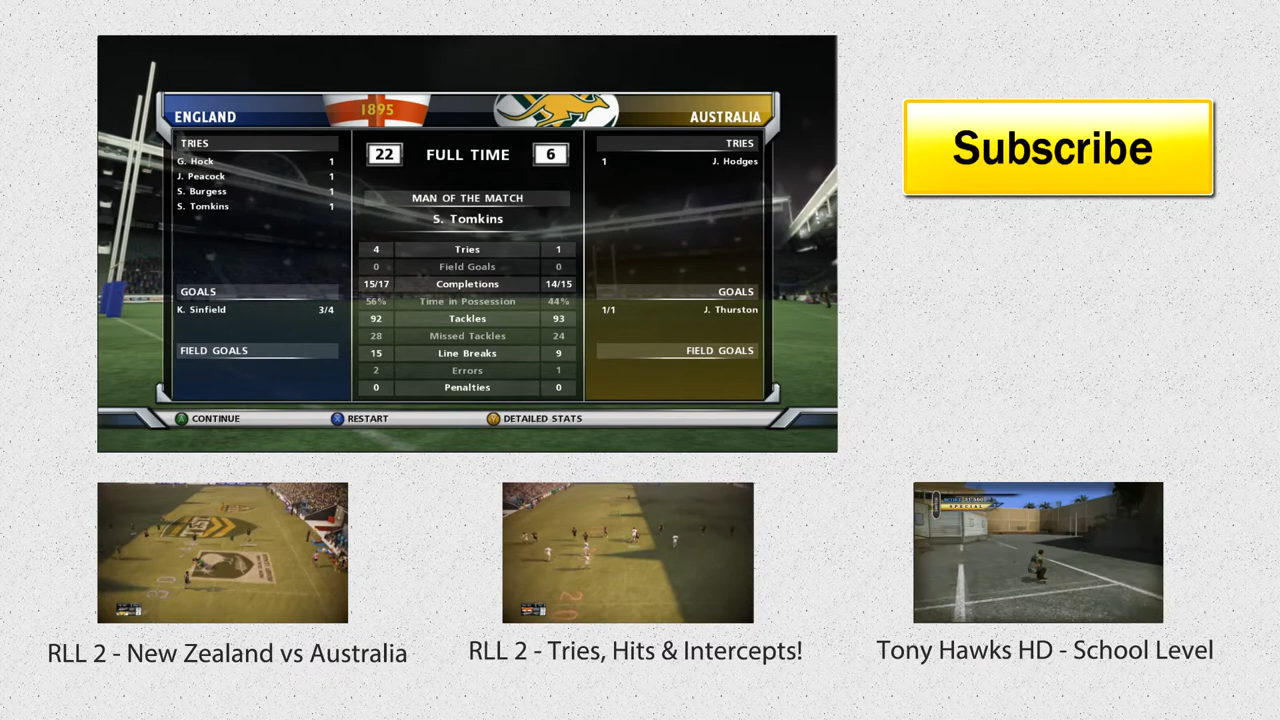 1895
ENGLAND
AUSTRALIA
TRIES
G. Hock 1
J. Peacock 1
S. Burgess 1
S. Tomkins 1
GOALS
K. Sinfield 3/4
FIELD GOALS
22 FULL TIME 6
MAN OF THE MATCH
S. Tomkins
4 Tries 1
0 Field Goals 0
15/17 Completions 14/15
56% Time in Possession 44%
92 Tackles 93
28 Missed Tackles 24
15 Line Breaks 9
2 Errors 1
0 Penalties 0
TRIES
1 J. Hodges
GOALS
1/1 J. Thurston
FIELD GOALS
A CONTINUE
X RESTART
Y DETAILED STATS
Subscribe
SPECIAL
RLL 2 - New Zealand vs Australia
RLL 2 - Tries, Hits & Intercepts!
Tony Hawks HD - School Level